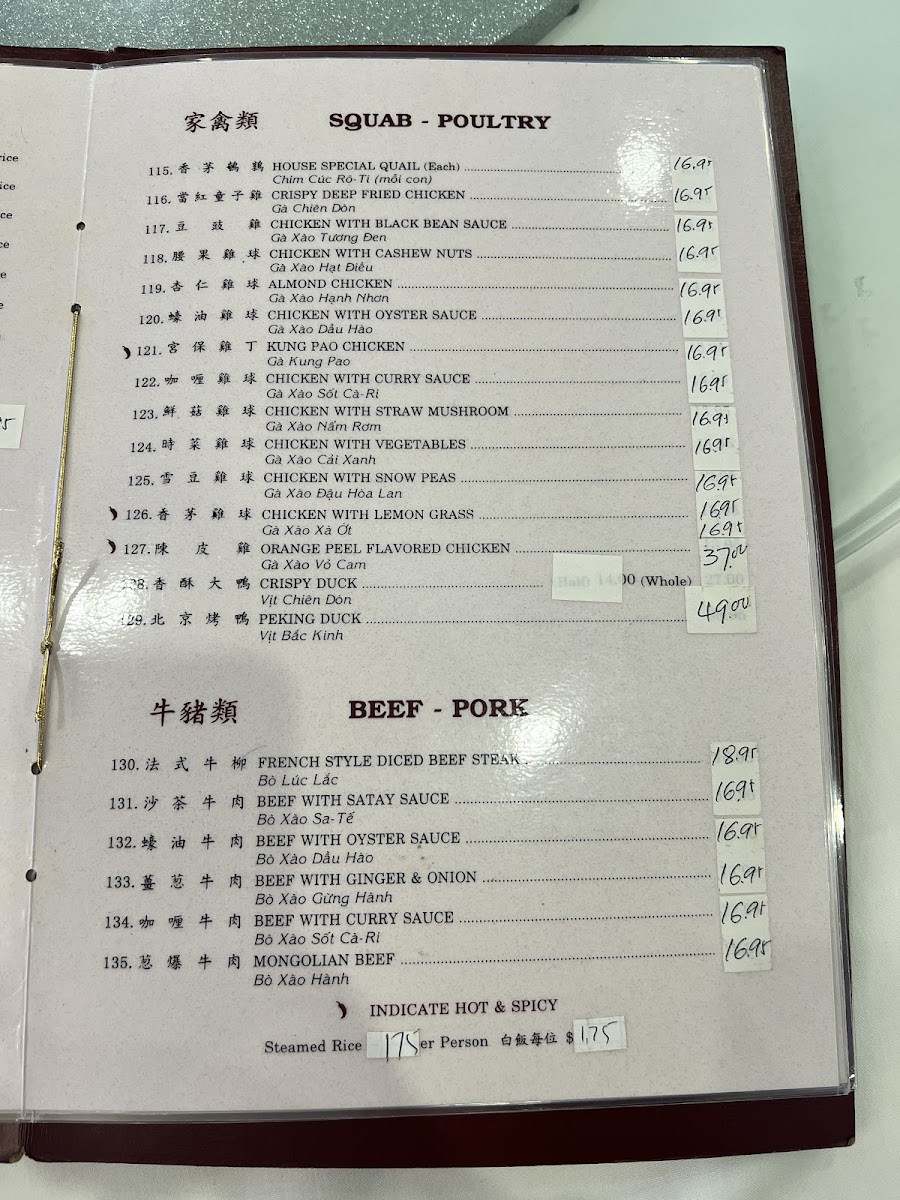 rice
ice
ce
e
5
家禽類 SQUAB - POULTRY
115. 香茅鵪鶉 HOUSE SPECIAL QUAIL (Each) 16.95
Chim Cúc Rô-Ti (mỗi con)
116. 當紅童子雞 CRISPY DEEP FRIED CHICKEN 16.95
Gà Chiên Dòn
117. 豆豉雞 CHICKEN WITH BLACK BEAN SAUCE 16.95
Gà Xào Tương Đen
118. 腰果雞球 CHICKEN WITH CASHEW NUTS 16.95
Gà Xào Hạt Điều
119. 杏仁雞球 ALMOND CHICKEN 16.95
Gà Xào Hạnh Nhơn
120. 蠔油雞球 CHICKEN WITH OYSTER SAUCE 16.95
Gà Xào Dầu Hào
121. 宮保雞丁 KUNG PAO CHICKEN 16.95
Gà Kung Pao
122. 咖喱雞球 CHICKEN WITH CURRY SAUCE 16.95
Gà Xào Sốt Cà-Ri
123. 鮮菇雞球 CHICKEN WITH STRAW MUSHROOM 16.95
Gà Xào Nấm Rơm
124. 時菜雞球 CHICKEN WITH VEGETABLES 16.95
Gà Xào Cải Xanh
125. 雪豆雞球 CHICKEN WITH SNOW PEAS 16.95
Gà Xào Đậu Hòa Lan
126. 香茅雞球 CHICKEN WITH LEMON GRASS 16.95
Gà Xào Xả Ớt 16.95
127. 陳皮雞 ORANGE PEEL FLAVORED CHICKEN 37.00
Gà Xào Vỏ Cam
128. 香酥大鴨 CRISPY DUCK (Half) 14.00 (Whole) 27.00
Vịt Chiên Dòn
129. 北京烤鴨 PEKING DUCK 49.00
Vịt Bắc Kinh
牛豬類 BEEF - PORK
130. 法式牛柳 FRENCH STYLE DICED BEEF STEAK 18.95
Bò Lúc Lắc
131. 沙茶牛肉 BEEF WITH SATAY SAUCE 16.95
Bò Xào Sa-Tế
132. 蠔油牛肉 BEEF WITH OYSTER SAUCE 16.95
Bò Xào Dầu Hào
133. 薑葱牛肉 BEEF WITH GINGER & ONION 16.95
Bò Xào Gừng Hành
134. 咖喱牛肉 BEEF WITH CURRY SAUCE 16.95
Bò Xào Sốt Cà-Ri
135. 葱爆牛肉 MONGOLIAN BEEF 16.95
Bò Xào Hành
INDICATE HOT & SPICY
Steamed Rice 1.75 er Person 白飯每位 $ 1.75